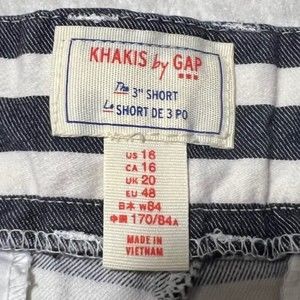 KHAKIS by GAP
The 3" SHORT
Le SHORT DE 3 PO
US 16
CA 16
UK 20
EU 48
日本 W84
中国 170/84A
MADE IN
VIETNAM